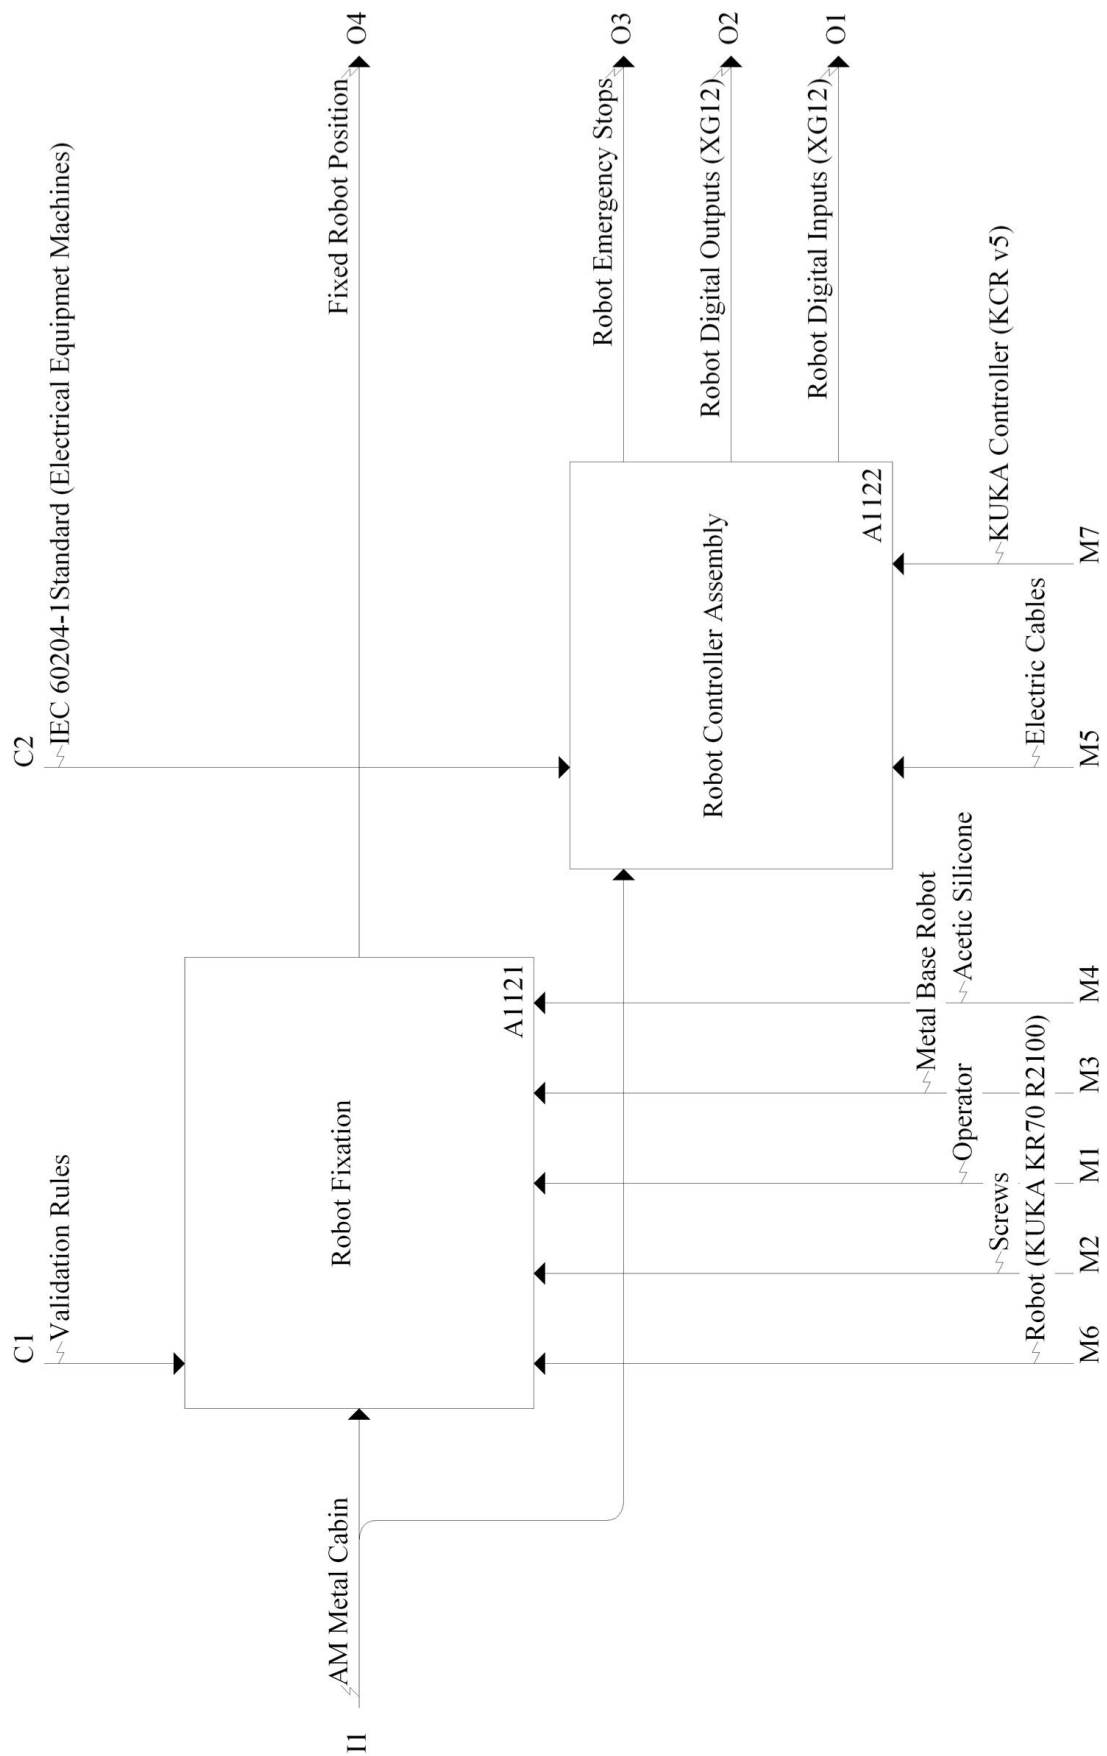 C1
Validation Rules
C2
IEC 60204-1Standard (Electrical Equipmet Machines)
I1
AM Metal Cabin
Robot Fixation
A1121
Fixed Robot Position
O4
Robot Controller Assembly
A1122
Robot Emergency Stops
O3
Robot Digital Outputs (XG12)
O2
Robot Digital Inputs (XG12)
O1
Metal Base Robot
Acetic Silicone
Operator
Screws
Robot (KUKA KR70 R2100)
KUKA Controller (KCR v5)
Electric Cables
M6
M2
M1
M3
M4
M5
M7